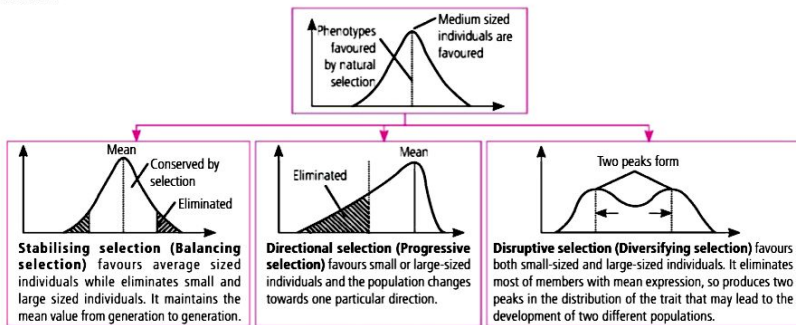 Phenotypes
favoured
by natural
selection
Medium sized
individuals are
favoured
Mean
Conserved by
selection
Eliminated
Stabilising selection (Balancing
selection) favours average sized
individuals while eliminates small and
large sized individuals. It maintains the
mean value from generation to generation.
Eliminated
Mean
Directional selection (Progressive
selection) favours small or large-sized
individuals and the population changes
towards one particular direction.
Two peaks form
Disruptive selection (Diversifying selection) favours
both small-sized and large-sized individuals. It eliminates
most of members with mean expression, so produces two
peaks in the distribution of the trait that may lead to the
development of two different populations.